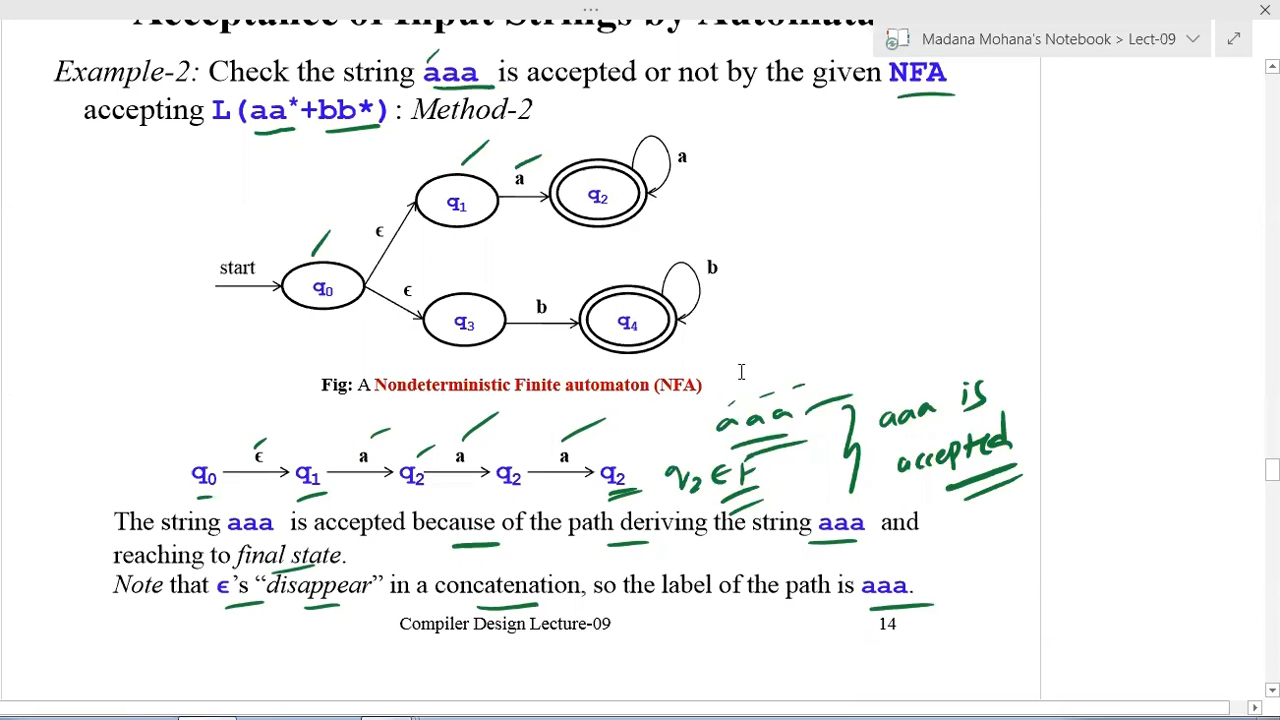 Acceptance of Input Strings by Automata
Madana Mohana's Notebook > Lect-09
Example-2: Check the string aaa is accepted or not by the given NFA
accepting L(aa*+bb*): Method-2
a
a
q₂
q₁
ϵ
start
q₀
ϵ
b
b
q₃
q₄
Fig: A Nondeterministic Finite automaton (NFA)
aaa
aaa is
accepted
ϵ a a a
q₀ q₁ q₂ q₂ q₂
q₂ ∈ F
The string aaa is accepted because of the path deriving the string aaa and
reaching to final state.
Note that ϵ's “disappear” in a concatenation, so the label of the path is aaa.
Compiler Design Lecture-09
14